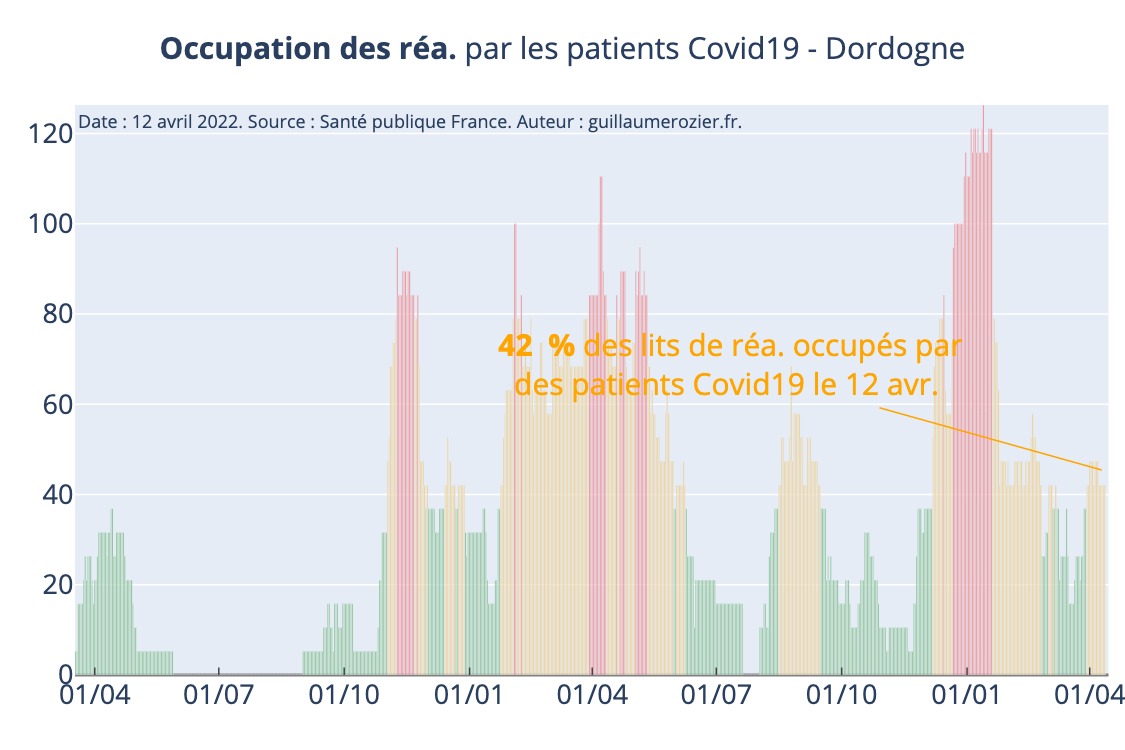 Occupation des réa. par les patients Covid19 - Dordogne
Date : 12 avril 2022. Source : Santé publique France. Auteur : guillaumerozier.fr.
120
100
80
60
40
20
0
42 % des lits de réa. occupés par
des patients Covid19 le 12 avr.
01/04 01/07 01/10 01/01 01/04 01/07 01/10 01/01 01/04